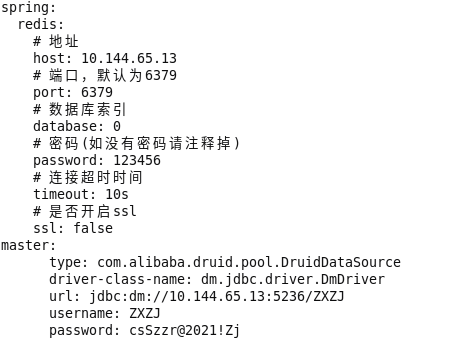 spring:
  redis:
    # 地址
    host: 10.144.65.13
    # 端口，默认为6379
    port: 6379
    # 数据库索引
    database: 0
    # 密码(如没有密码请注释掉)
    password: 123456
    # 连接超时时间
    timeout: 10s
    # 是否开启ssl
    ssl: false
master:
      type: com.alibaba.druid.pool.DruidDataSource
      driver-class-name: dm.jdbc.driver.DmDriver
      url: jdbc:dm://10.144.65.13:5236/ZXZJ
      username: ZXZJ
      password: csSzzr@2021!Zj